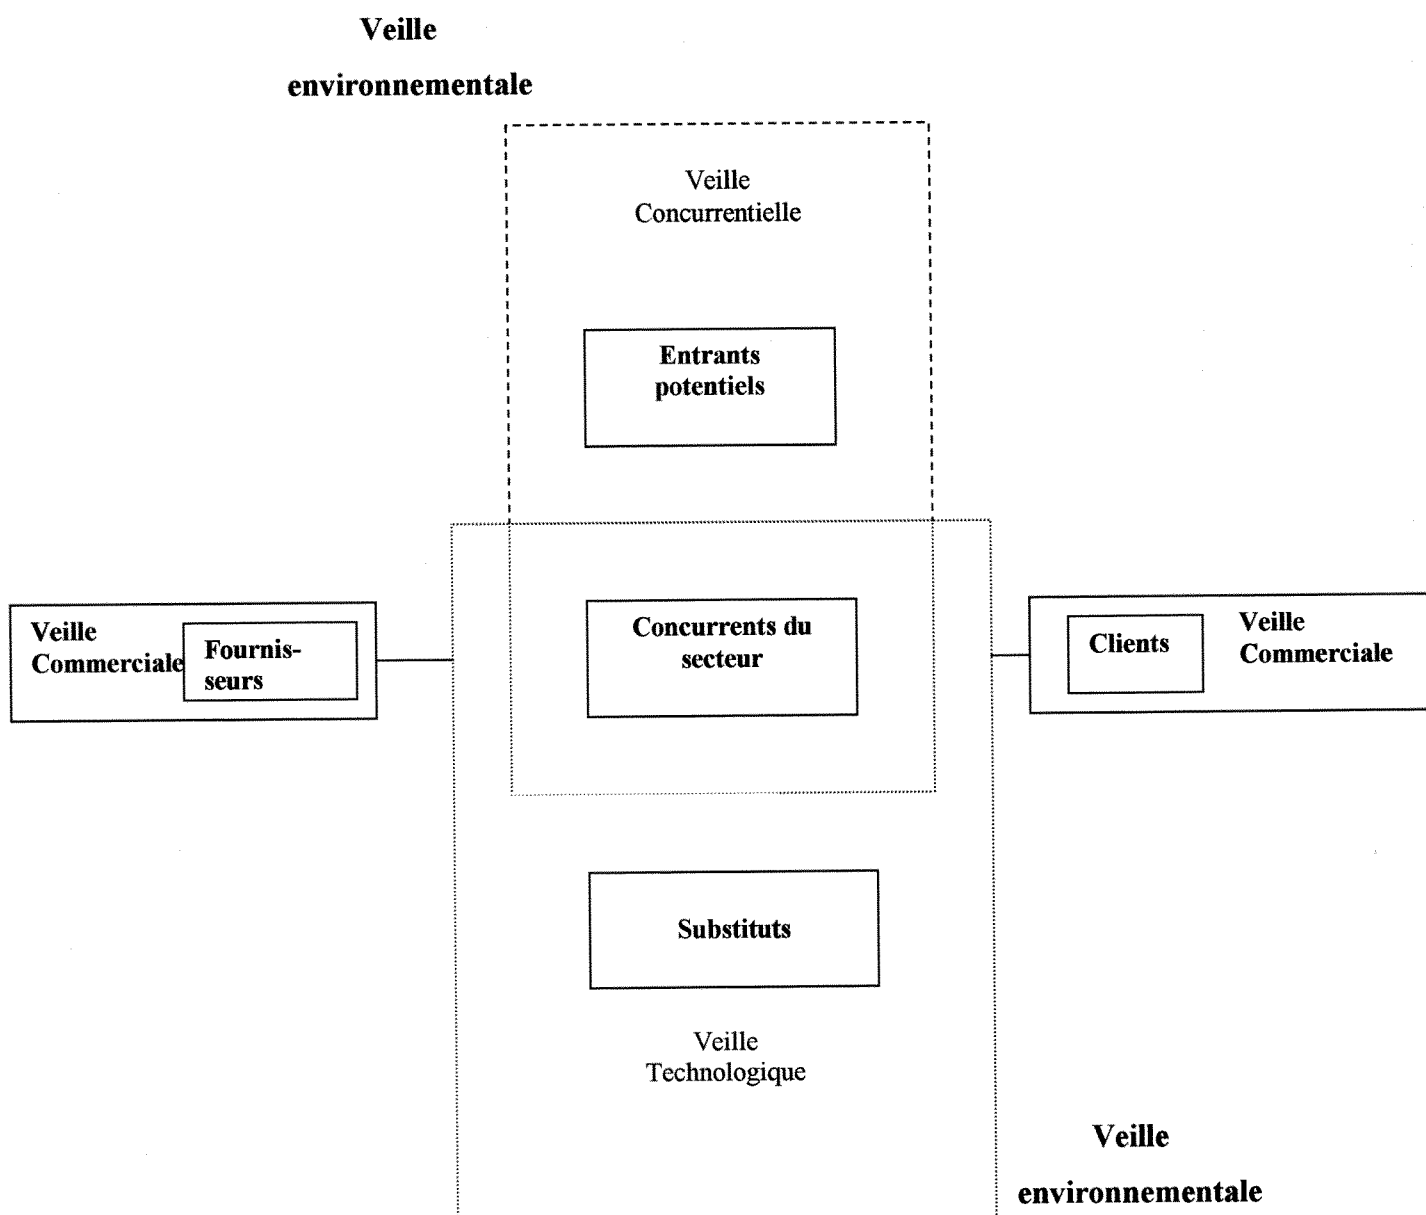 Veille
environnementale
Veille
Concurrentielle
Entrants
potentiels
Concurrents du
secteur
Veille
Commerciale
Fournis-
seurs
Clients
Veille
Commerciale
Substituts
Veille
Technologique
Veille
environnementale